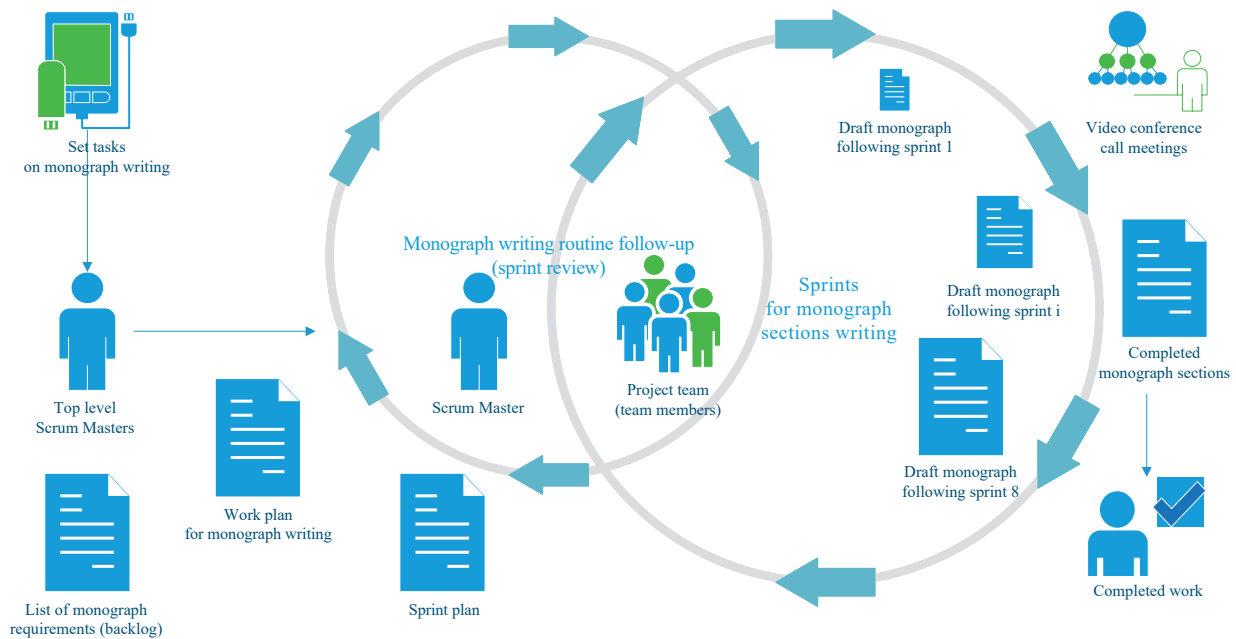 Set tasks
on monograph writing
Top level
Scrum Masters
List of monograph
requirements (backlog)
Work plan
for monograph writing
Monograph writing routine follow-up
(sprint review)
Scrum Master
Project team
(team members)
Sprint plan
Sprints
for monograph
sections writing
Draft monograph
following sprint 1
Draft monograph
following sprint i
Draft monograph
following sprint 8
Video conference
call meetings
Completed
monograph sections
Completed work